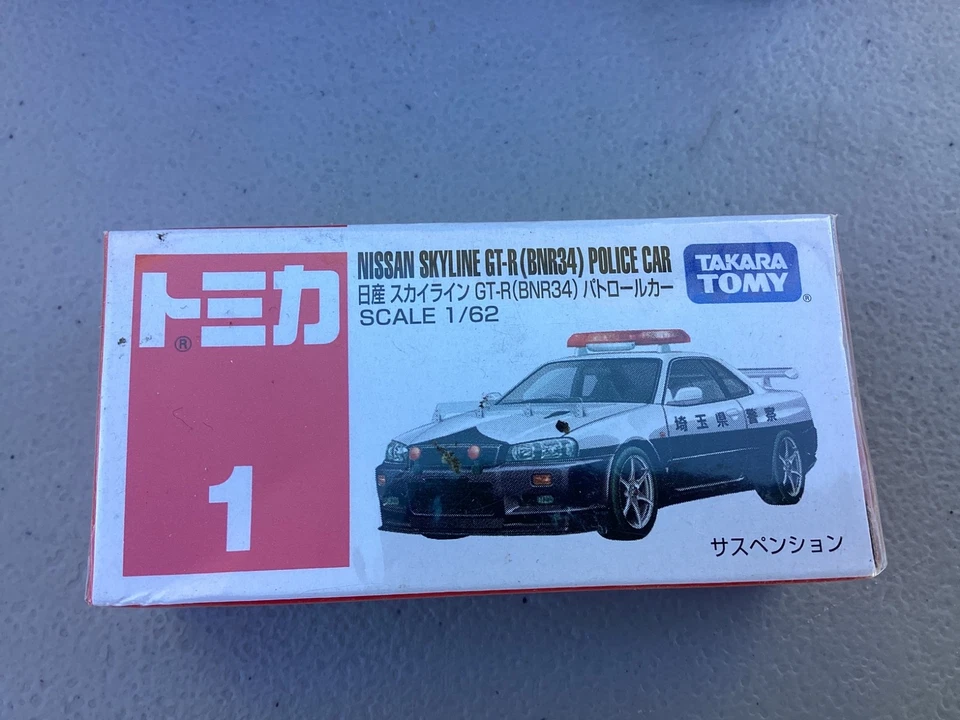 トミカ
®
1
NISSAN SKYLINE GT-R (BNR34) POLICE CAR
日産 スカイライン GT-R(BNR34) パトロールカー
SCALE 1/62
TAKARA
TOMY
®
埼玉県 警察
サスペンション